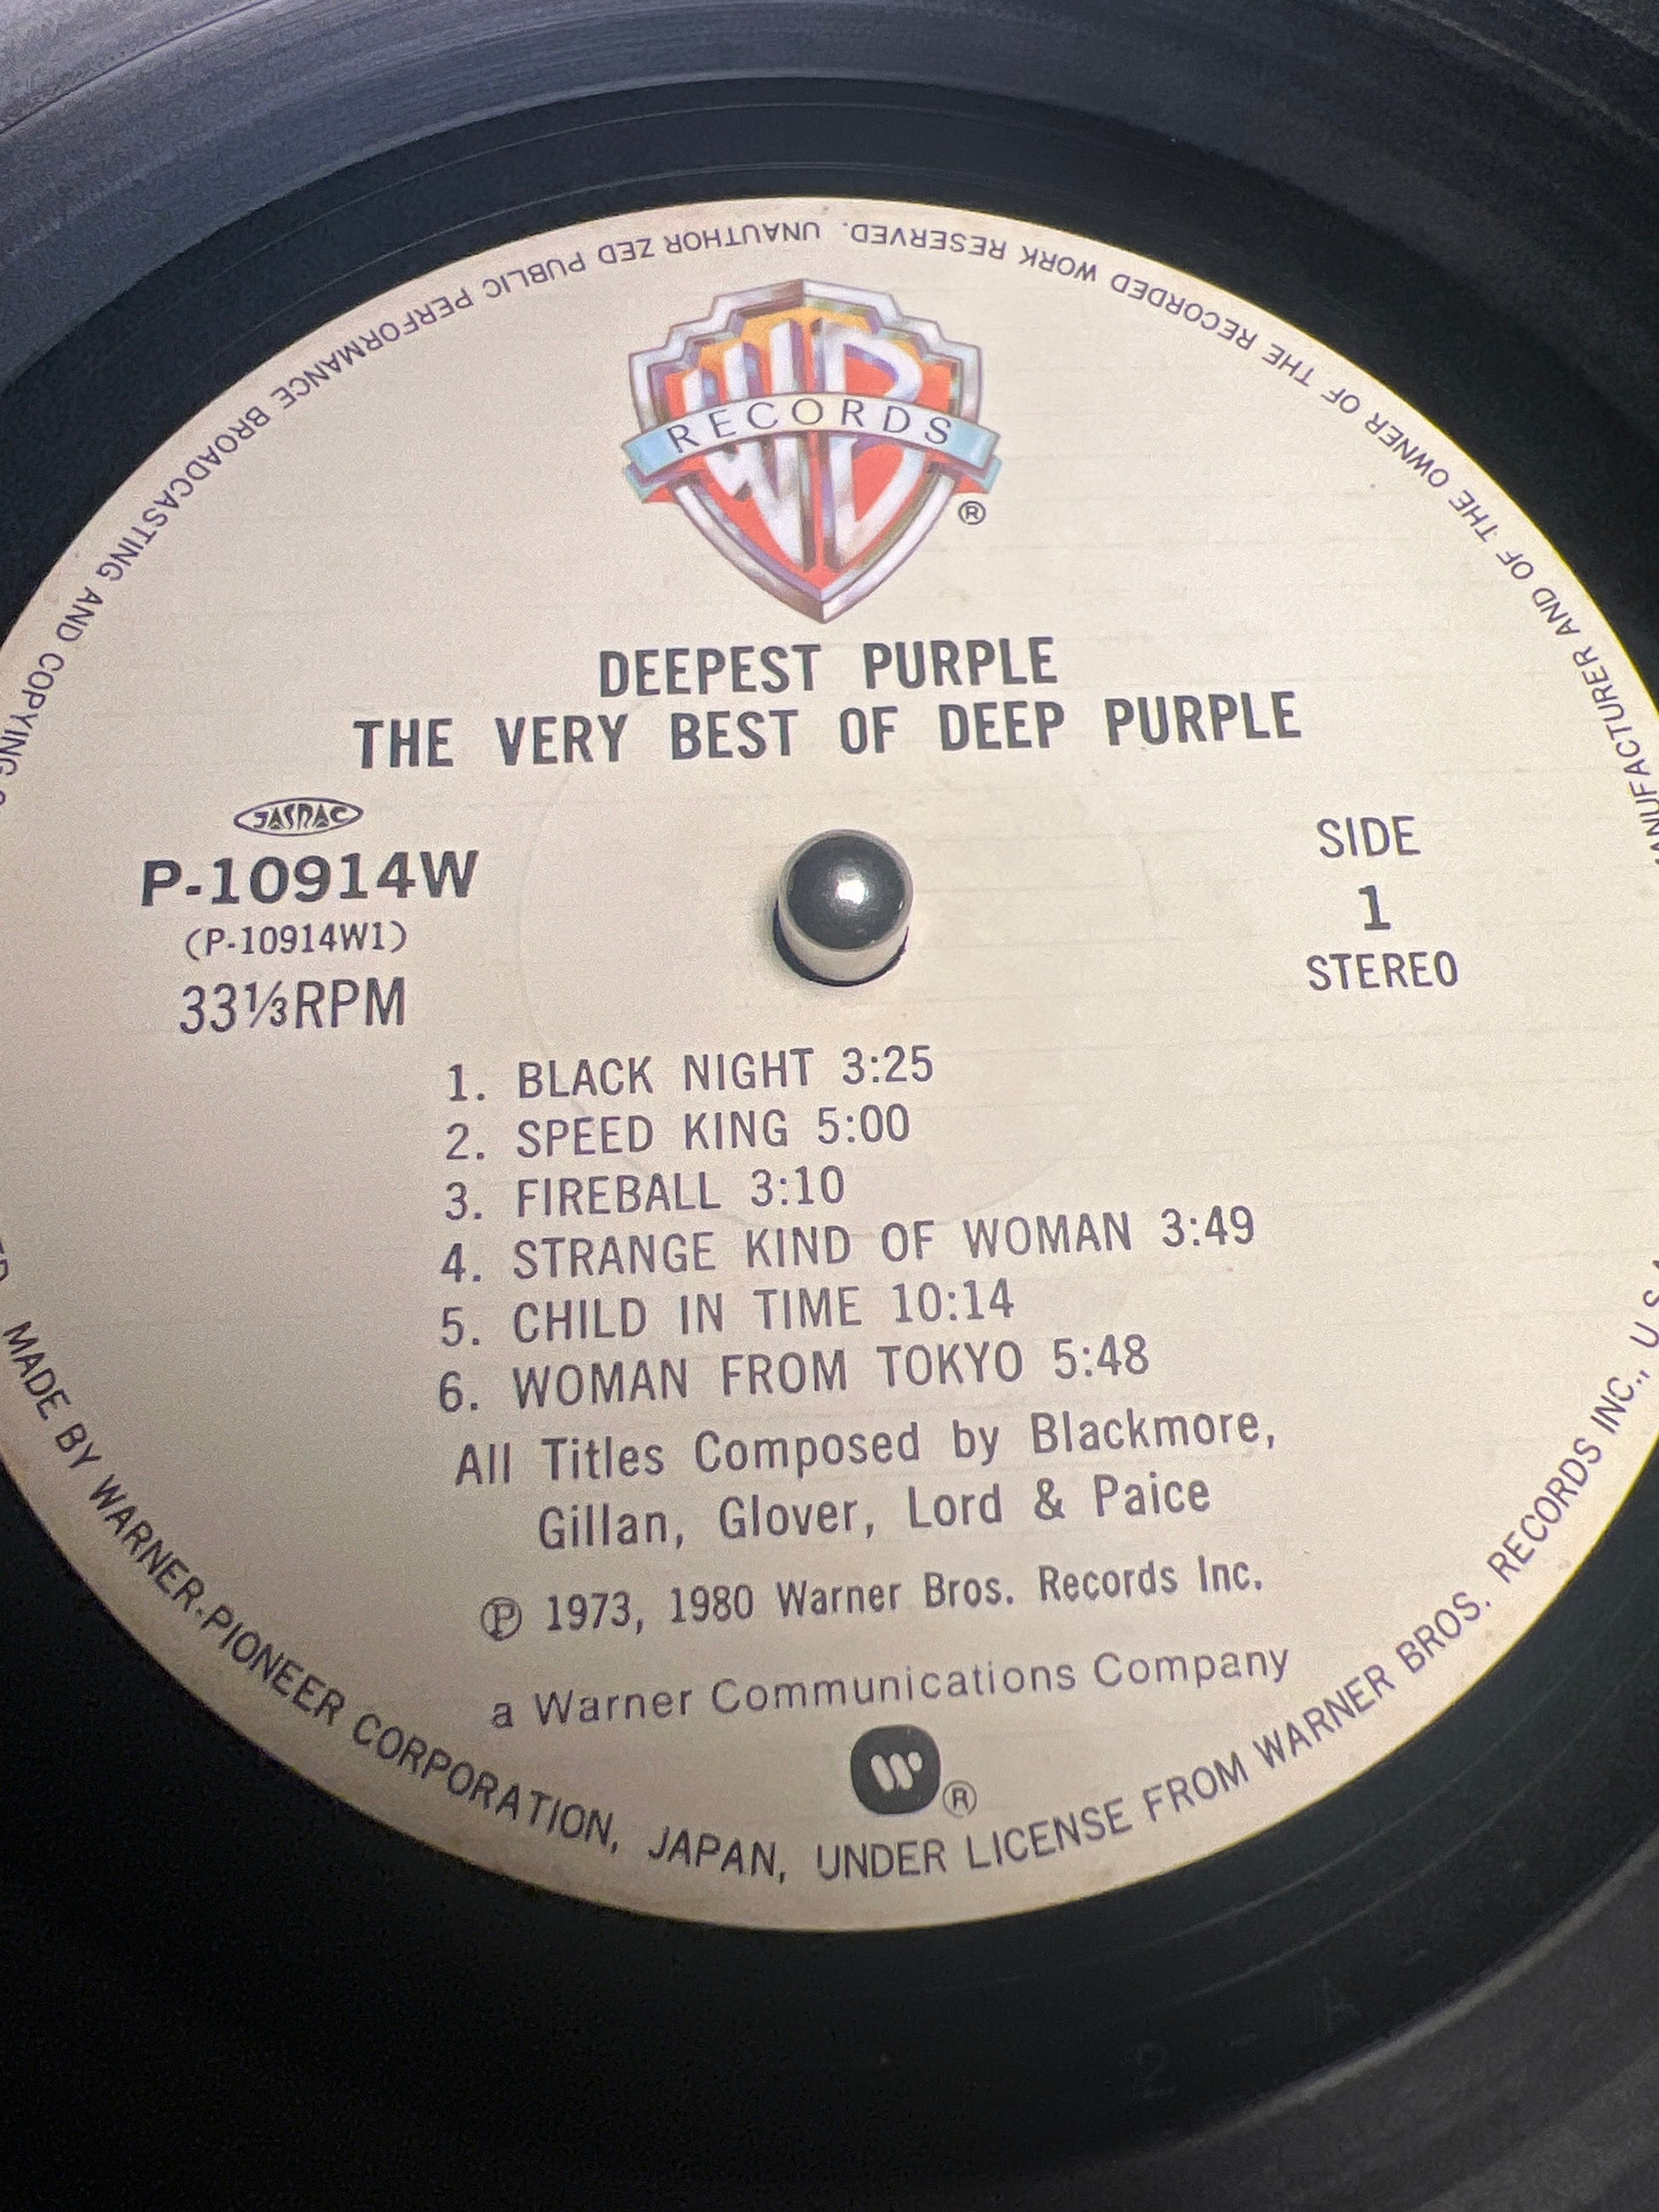 MANUFACTURER AND OF THE OWNER OF THE RECORDED WORK RESERVED. UNAUTHOR ZED PUBLIC PERFORMANCE BROADCASTING AND COPYING
WB
RECORDS
®
DEEPEST PURPLE
THE VERY BEST OF DEEP PURPLE
JASRAC
P-10914W
(P-10914W1)
33⅓RPM
SIDE
1
STEREO
1. BLACK NIGHT 3:25
2. SPEED KING 5:00
3. FIREBALL 3:10
4. STRANGE KIND OF WOMAN 3:49
5. CHILD IN TIME 10:14
6. WOMAN FROM TOKYO 5:48
All Titles Composed by Blackmore,
Gillan, Glover, Lord & Paice
℗ 1973, 1980 Warner Bros. Records Inc.
a Warner Communications Company
W ®
MADE BY WARNER-PIONEER CORPORATION, JAPAN, UNDER LICENSE FROM WARNER BROS. RECORDS INC., U.S.A.
2 - A -